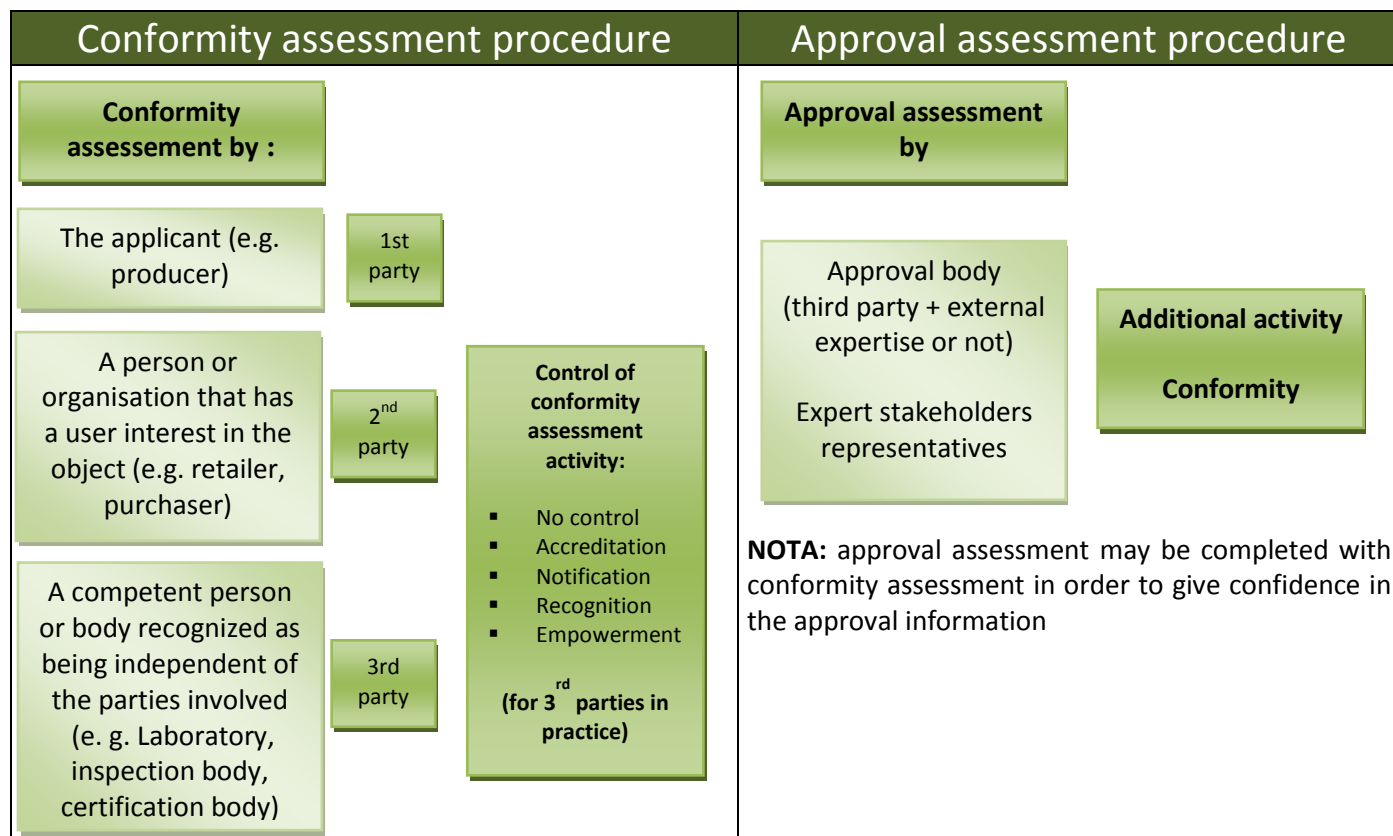 Conformity assessment procedure
Conformity
assessement by :
The applicant (e.g.
producer)
1st
party
A person or
organisation that has
a user interest in the
object (e.g. retailer,
purchaser)
2nd
party
A competent person
or body recognized as
being independent of
the parties involved
(e. g. Laboratory,
inspection body,
certification body)
3rd
party
Control of
conformity
assessment
activity:
▪ No control
▪ Accreditation
▪ Notification
▪ Recognition
▪ Empowerment
(for 3rd parties in
practice)
Approval assessment procedure
Approval assessment
by
Approval body
(third party + external
expertise or not)
Expert stakeholders
representatives
Additional activity
Conformity
NOTA: approval assessment may be completed with
conformity assessment in order to give confidence in
the approval information